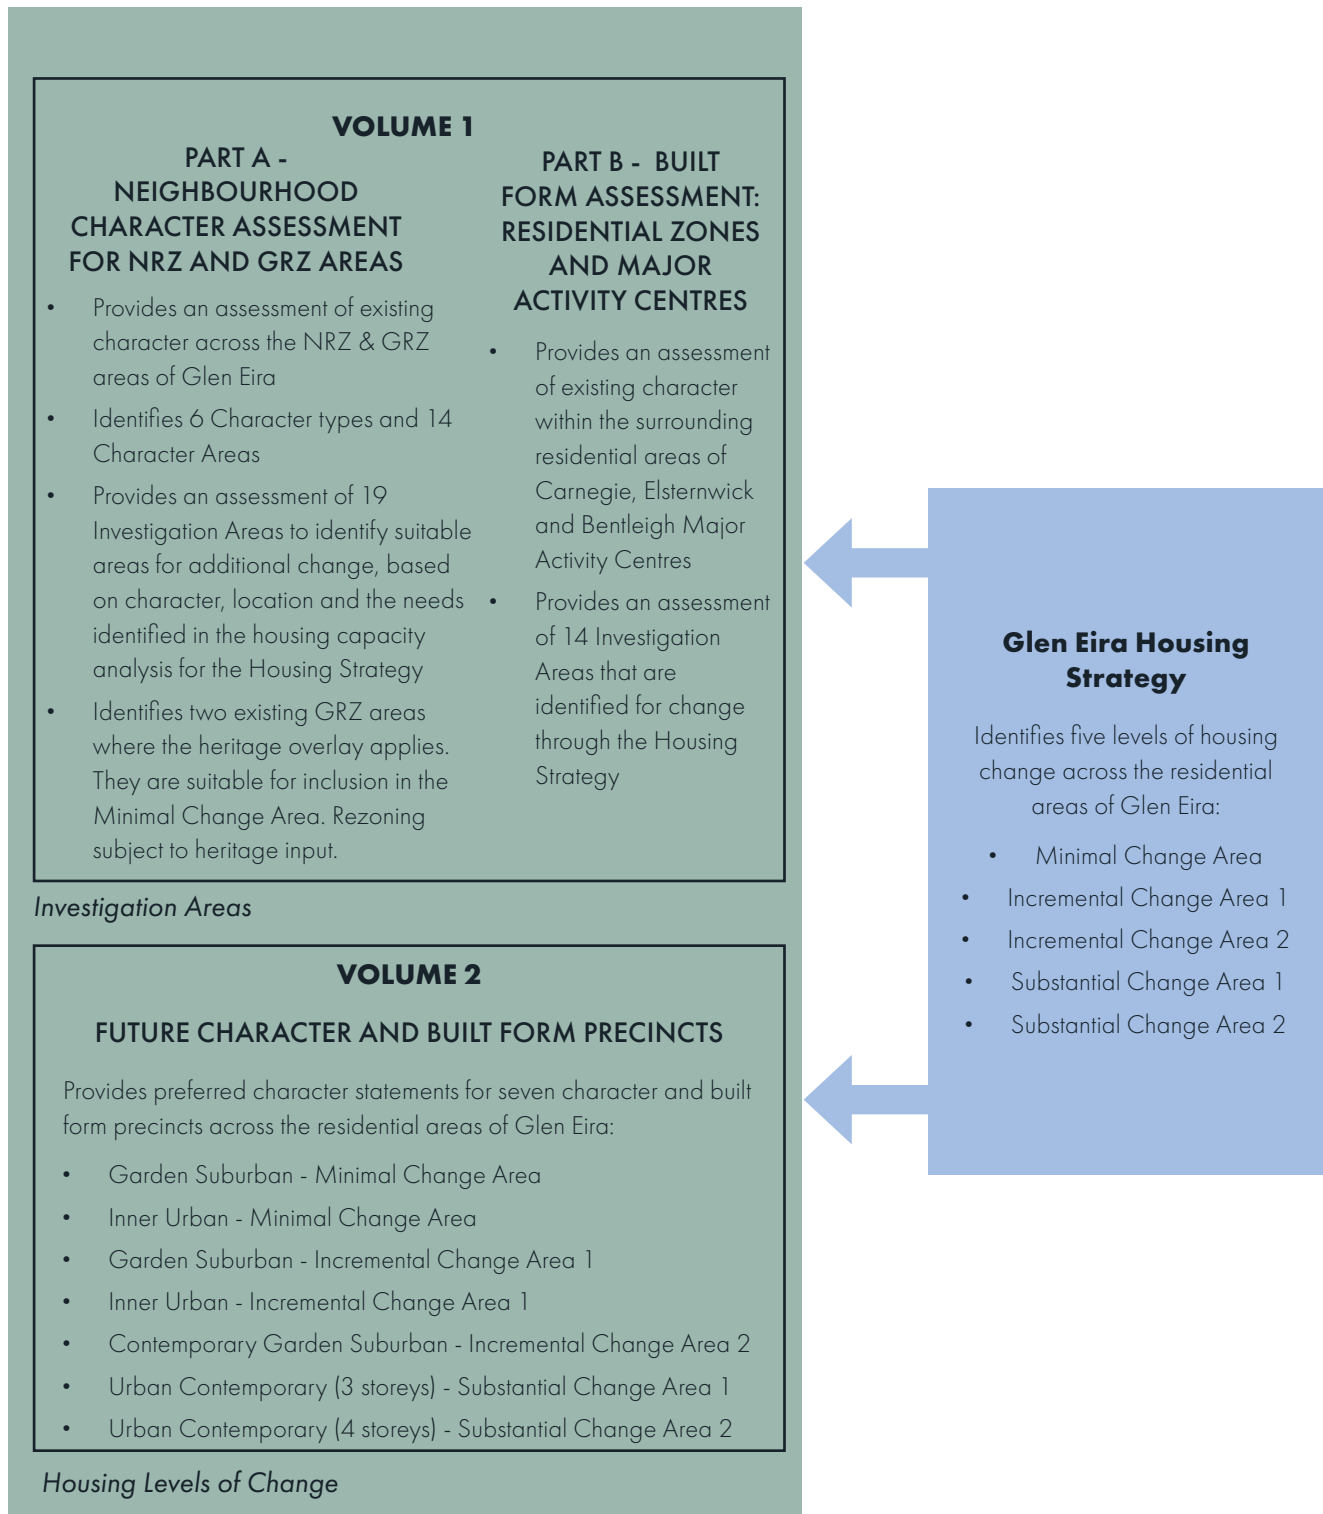 VOLUME 1
PART A -
NEIGHBOURHOOD
CHARACTER ASSESSMENT
FOR NRZ AND GRZ AREAS
• Provides an assessment of existing
character across the NRZ & GRZ
areas of Glen Eira
• Identifies 6 Character types and 14
Character Areas
• Provides an assessment of 19
Investigation Areas to identify suitable
areas for additional change, based
on character, location and the needs
identified in the housing capacity
analysis for the Housing Strategy
• Identifies two existing GRZ areas
where the heritage overlay applies.
They are suitable for inclusion in the
Minimal Change Area. Rezoning
subject to heritage input.
PART B - BUILT
FORM ASSESSMENT:
RESIDENTIAL ZONES
AND MAJOR
ACTIVITY CENTRES
• Provides an assessment
of existing character
within the surrounding
residential areas of
Carnegie, Elsternwick
and Bentleigh Major
Activity Centres
• Provides an assessment
of 14 Investigation
Areas that are
identified for change
through the Housing
Strategy
Investigation Areas
VOLUME 2
FUTURE CHARACTER AND BUILT FORM PRECINCTS
Provides preferred character statements for seven character and built
form precincts across the residential areas of Glen Eira:
• Garden Suburban - Minimal Change Area
• Inner Urban - Minimal Change Area
• Garden Suburban - Incremental Change Area 1
• Inner Urban - Incremental Change Area 1
• Contemporary Garden Suburban - Incremental Change Area 2
• Urban Contemporary (3 storeys) - Substantial Change Area 1
• Urban Contemporary (4 storeys) - Substantial Change Area 2
Housing Levels of Change
Glen Eira Housing
Strategy
Identifies five levels of housing
change across the residential
areas of Glen Eira:
• Minimal Change Area
• Incremental Change Area 1
• Incremental Change Area 2
• Substantial Change Area 1
• Substantial Change Area 2